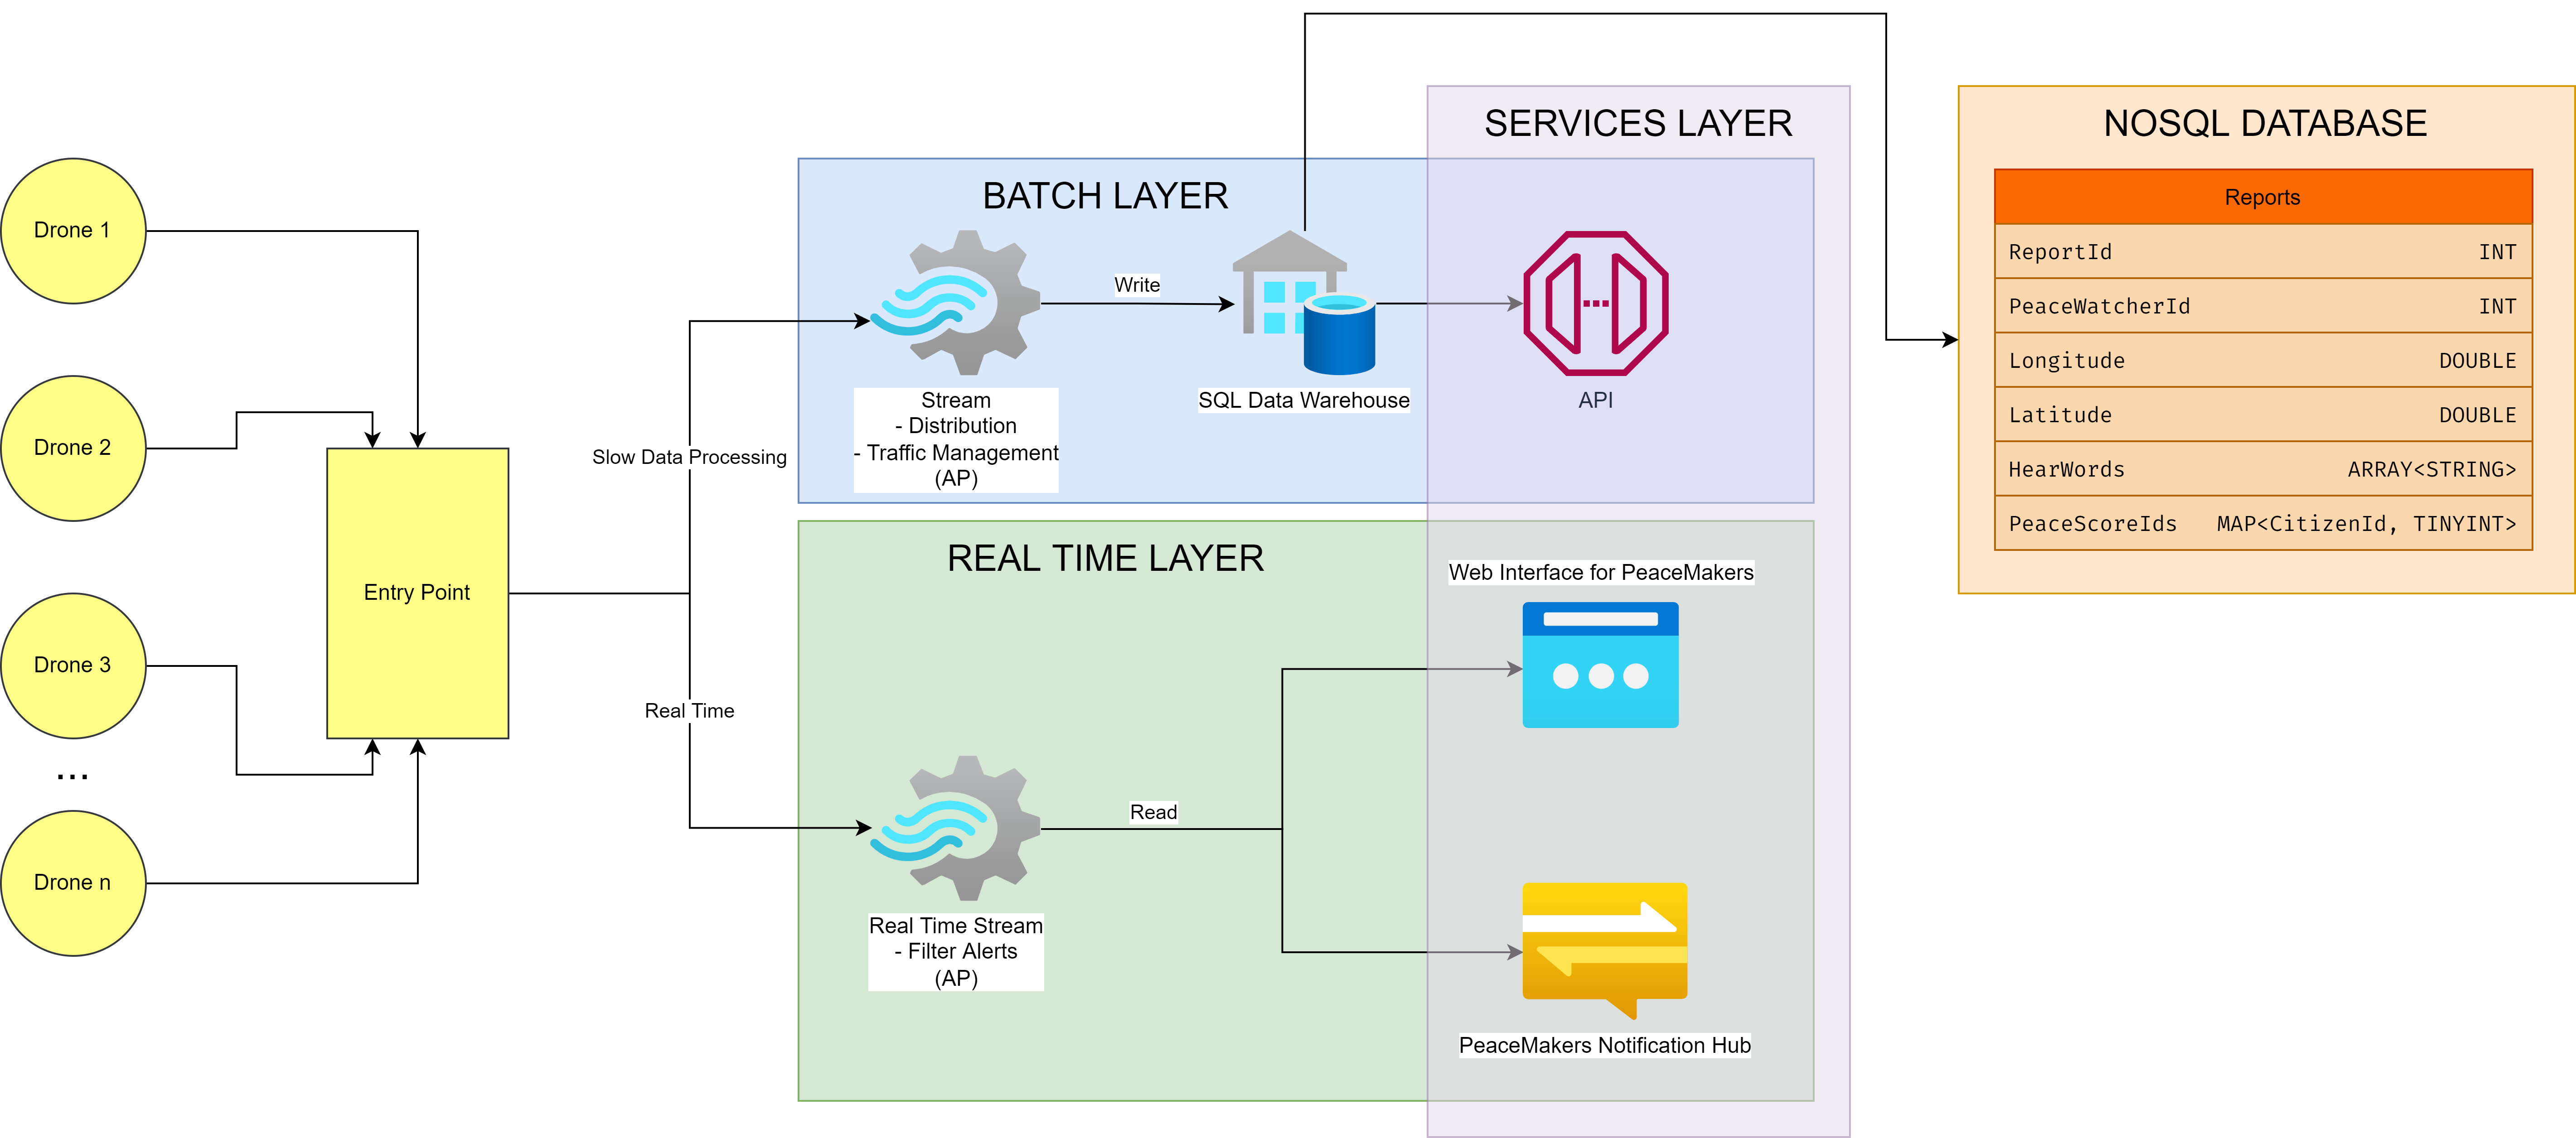 Drone 1
Drone 2
Drone 3
...
Drone n
Entry Point
Slow Data Processing
Real Time
BATCH LAYER
Stream
- Distribution
- Traffic Management
(AP)
Write
SQL Data Warehouse
SERVICES LAYER
API
REAL TIME LAYER
Real Time Stream
- Filter Alerts
(AP)
Read
Web Interface for PeaceMakers
PeaceMakers Notification Hub
NOSQL DATABASE
Reports
ReportId INT
PeaceWatcherId INT
Longitude DOUBLE
Latitude DOUBLE
HearWords ARRAY<STRING>
PeaceScoreIds MAP<CitizenId, TINYINT>